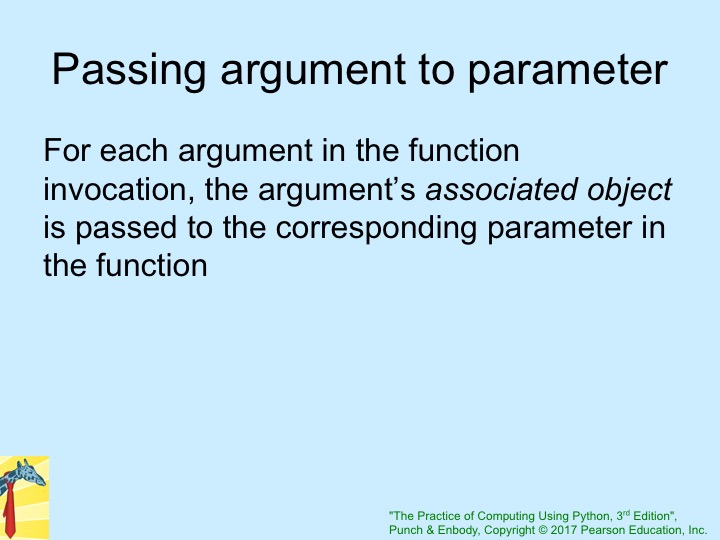 Passing argument to parameter
For each argument in the function
invocation, the argument’s associated object
is passed to the corresponding parameter in
the function
"The Practice of Computing Using Python, 3rd Edition",
Punch & Enbody, Copyright © 2017 Pearson Education, Inc.